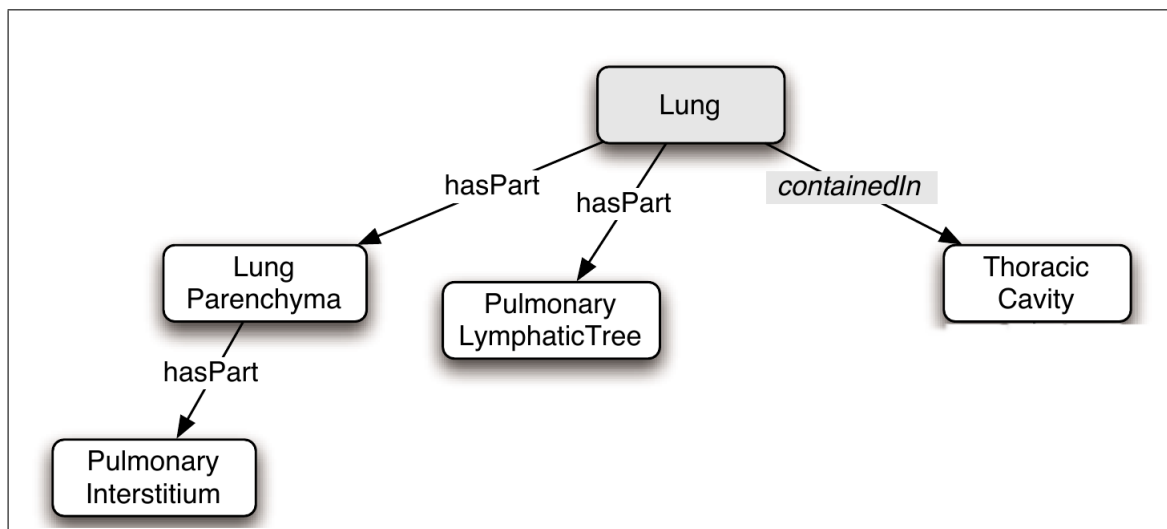 Lung
hasPart
hasPart
containedIn
Lung
Parenchyma
Pulmonary
LymphaticTree
Thoracic
Cavity
hasPart
Pulmonary
Interstitium